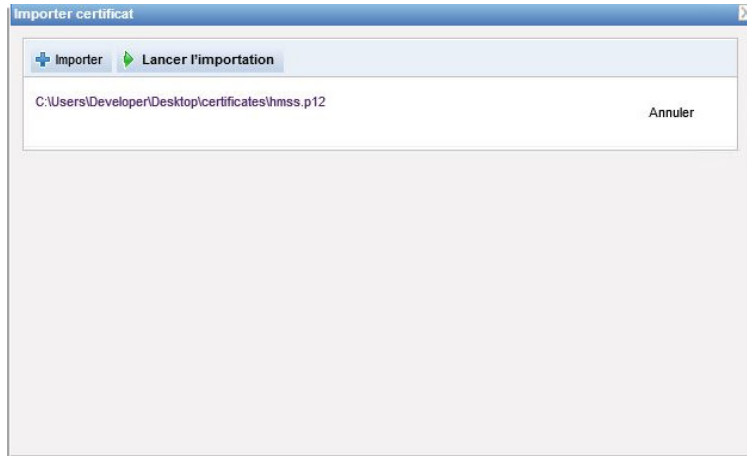 Importer certificat
Importer Lancer l'importation
C:\Users\Developer\Desktop\certificates\hmss.p12
Annuler